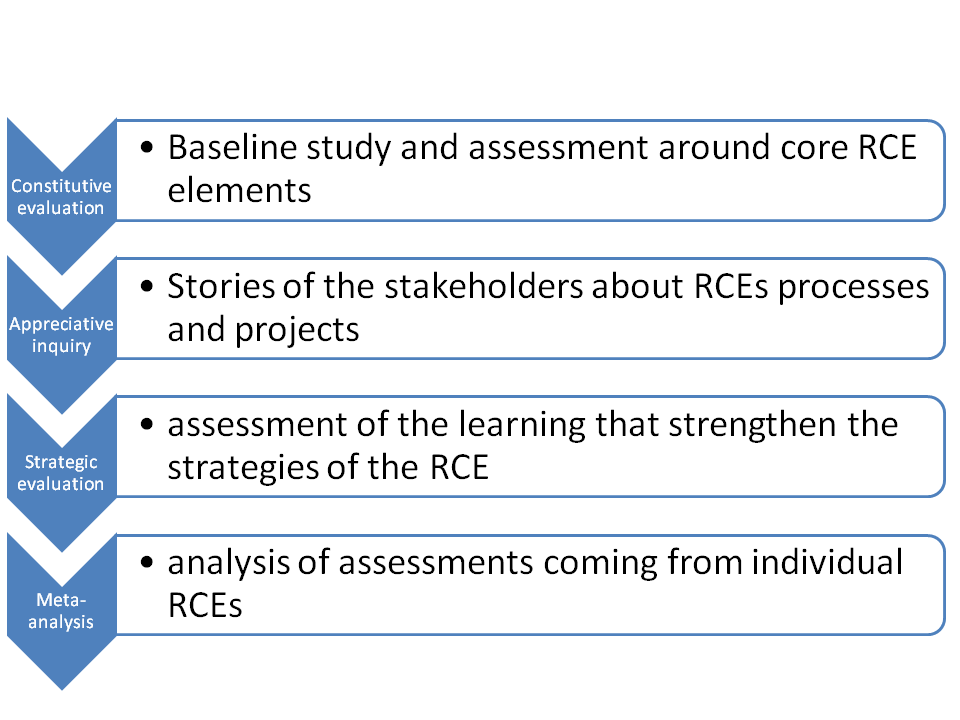 Constitutive
evaluation
• Baseline study and assessment around core RCE
elements
Appreciative
inquiry
• Stories of the stakeholders about RCEs processes
and projects
Strategic
evaluation
• assessment of the learning that strengthen the
strategies of the RCE
Meta-
analysis
• analysis of assessments coming from individual
RCEs